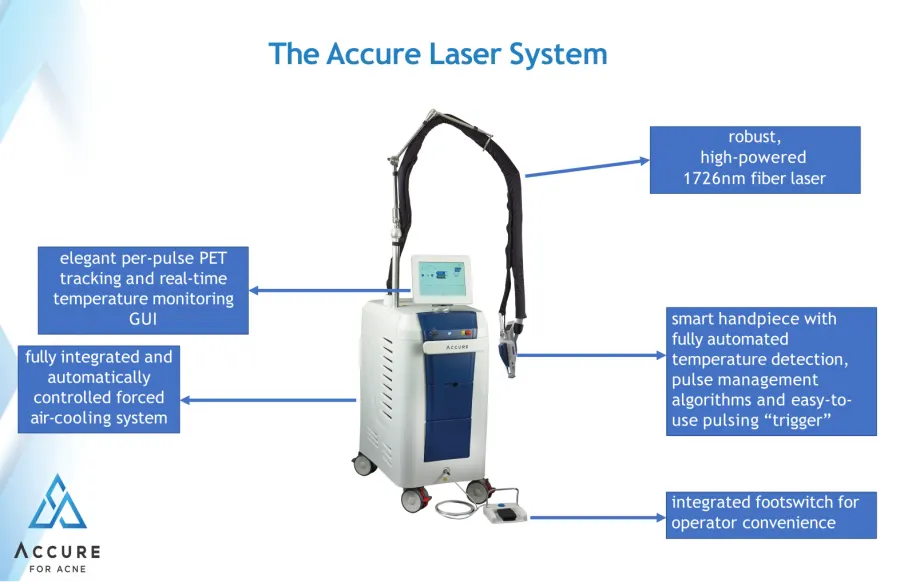 The Accure Laser System
robust,
high-powered
1726nm fiber laser
elegant per-pulse PET
tracking and real-time
temperature monitoring
GUI
smart handpiece with
fully automated
temperature detection,
pulse management
algorithms and easy-to-
use pulsing “trigger”
fully integrated and
automatically
controlled forced
air-cooling system
ACCURE
integrated footswitch for
operator convenience
ACCURE
FOR ACNE